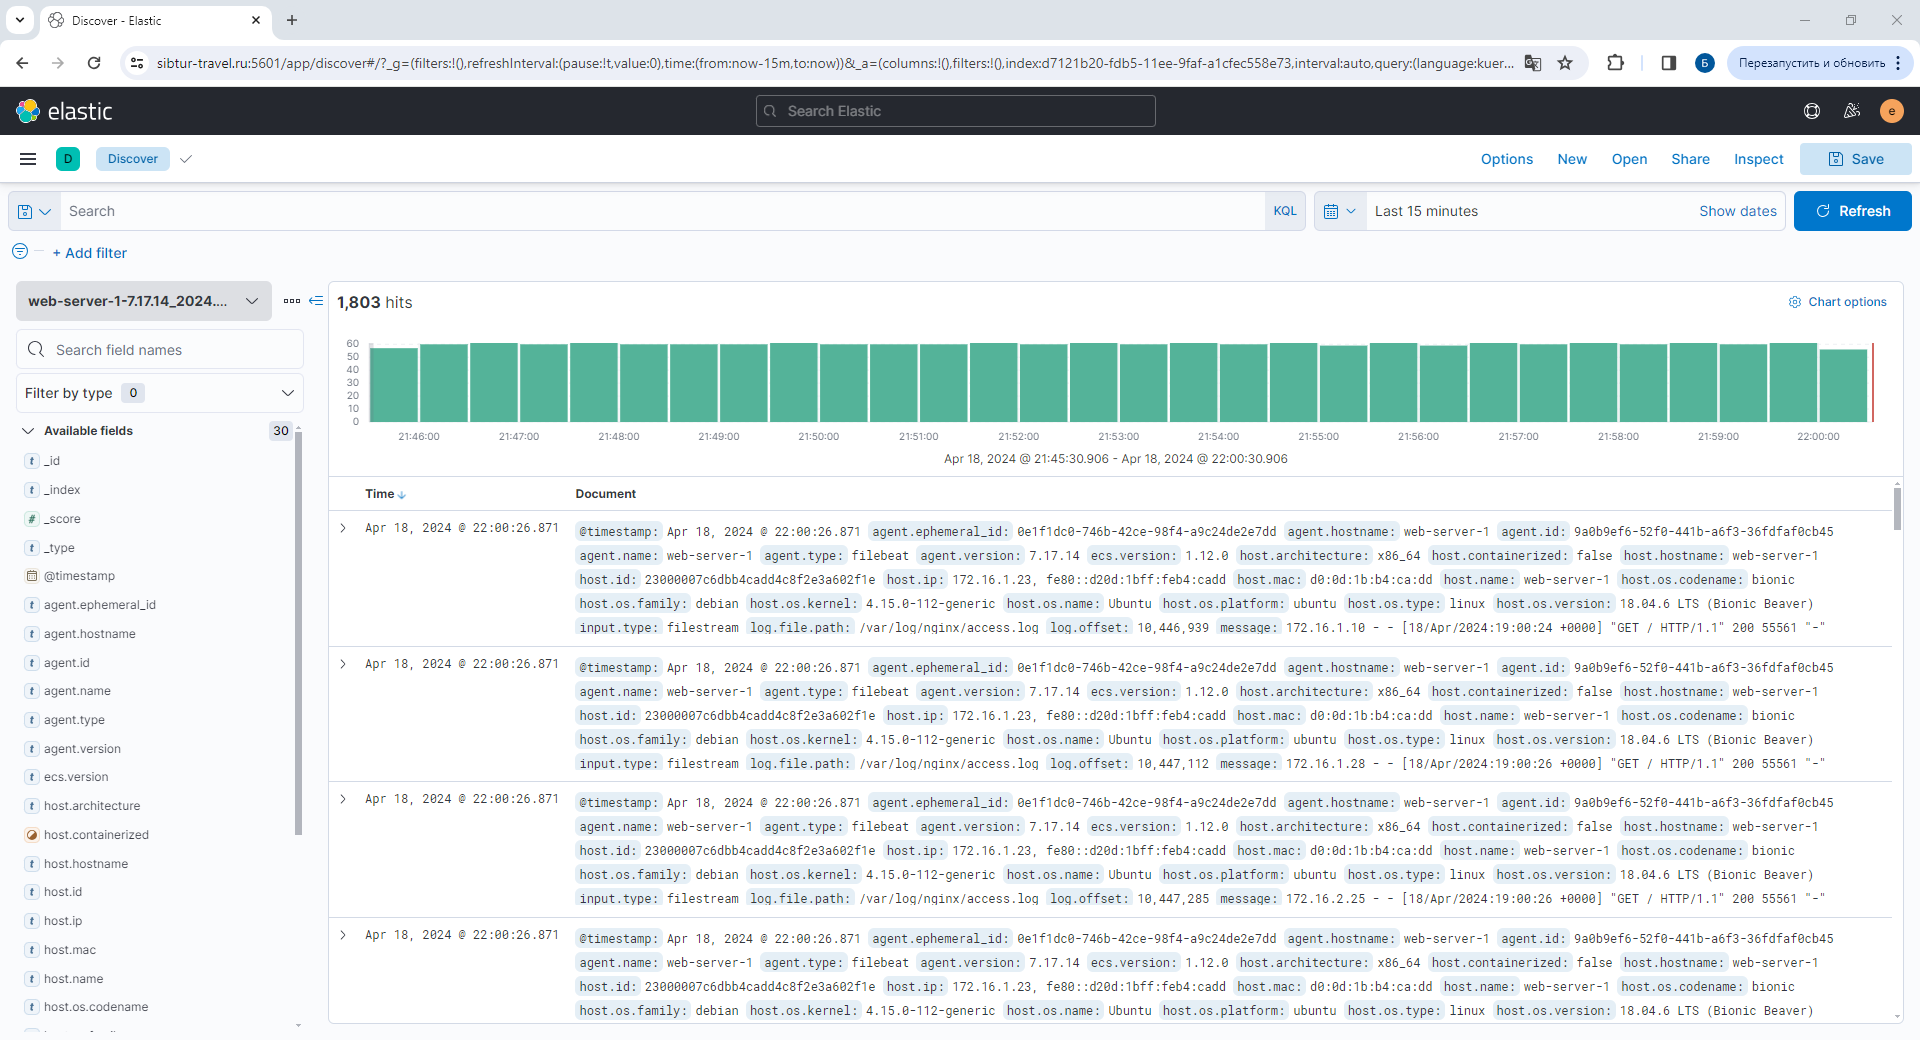 Discover - Elastic
sibtur-travel.ru:5601/app/discover#/?_g=(filters:!(),refreshInterval:(pause:!t,value:0),time:(from:now-15m,to:now))&_a=(columns:!(),filters:!(),index:d7121b20-fdb5-11ee-9faf-a1cfec558e73,interval:auto,query:(language:kuer...
Б
Перезапустить и обновить
elastic
Search Elastic
e
D
Discover
Options
New
Open
Share
Inspect
Save
Search
KQL
Last 15 minutes
Show dates
Refresh
+ Add filter
web-server-1-7.17.14_2024....
Search field names
Filter by type 0
Available fields 30
t _id
t _index
# _score
t _type
@timestamp
t agent.ephemeral_id
t agent.hostname
t agent.id
t agent.name
t agent.type
t agent.version
t ecs.version
t host.architecture
host.containerized
t host.hostname
t host.id
t host.ip
t host.mac
t host.name
t host.os.codename
1,803 hits
Chart options
60
50
40
30
20
10
0
21:46:00 21:47:00 21:48:00 21:49:00 21:50:00 21:51:00 21:52:00 21:53:00 21:54:00 21:55:00 21:56:00 21:57:00 21:58:00 21:59:00 22:00:00
Apr 18, 2024 @ 21:45:30.906 - Apr 18, 2024 @ 22:00:30.906
Time Document
Apr 18, 2024 @ 22:00:26.871
@timestamp: Apr 18, 2024 @ 22:00:26.871 agent.ephemeral_id: 0e1f1dc0-746b-42ce-98f4-a9c24de2e7dd agent.hostname: web-server-1 agent.id: 9a0b9ef6-52f0-441b-a6f3-36fdfaf0cb45
agent.name: web-server-1 agent.type: filebeat agent.version: 7.17.14 ecs.version: 1.12.0 host.architecture: x86_64 host.containerized: false host.hostname: web-server-1
host.id: 23000007c6dbb4cadd4c8f2e3a602f1e host.ip: 172.16.1.23, fe80::d20d:1bff:feb4:cadd host.mac: d0:0d:1b:b4:ca:dd host.name: web-server-1 host.os.codename: bionic
host.os.family: debian host.os.kernel: 4.15.0-112-generic host.os.name: Ubuntu host.os.platform: ubuntu host.os.type: linux host.os.version: 18.04.6 LTS (Bionic Beaver)
input.type: filestream log.file.path: /var/log/nginx/access.log log.offset: 10,446,939 message: 172.16.1.10 - - [18/Apr/2024:19:00:24 +0000] "GET / HTTP/1.1" 200 55561 "-"
Apr 18, 2024 @ 22:00:26.871
@timestamp: Apr 18, 2024 @ 22:00:26.871 agent.ephemeral_id: 0e1f1dc0-746b-42ce-98f4-a9c24de2e7dd agent.hostname: web-server-1 agent.id: 9a0b9ef6-52f0-441b-a6f3-36fdfaf0cb45
agent.name: web-server-1 agent.type: filebeat agent.version: 7.17.14 ecs.version: 1.12.0 host.architecture: x86_64 host.containerized: false host.hostname: web-server-1
host.id: 23000007c6dbb4cadd4c8f2e3a602f1e host.ip: 172.16.1.23, fe80::d20d:1bff:feb4:cadd host.mac: d0:0d:1b:b4:ca:dd host.name: web-server-1 host.os.codename: bionic
host.os.family: debian host.os.kernel: 4.15.0-112-generic host.os.name: Ubuntu host.os.platform: ubuntu host.os.type: linux host.os.version: 18.04.6 LTS (Bionic Beaver)
input.type: filestream log.file.path: /var/log/nginx/access.log log.offset: 10,447,112 message: 172.16.1.28 - - [18/Apr/2024:19:00:26 +0000] "GET / HTTP/1.1" 200 55561 "-"
Apr 18, 2024 @ 22:00:26.871
@timestamp: Apr 18, 2024 @ 22:00:26.871 agent.ephemeral_id: 0e1f1dc0-746b-42ce-98f4-a9c24de2e7dd agent.hostname: web-server-1 agent.id: 9a0b9ef6-52f0-441b-a6f3-36fdfaf0cb45
agent.name: web-server-1 agent.type: filebeat agent.version: 7.17.14 ecs.version: 1.12.0 host.architecture: x86_64 host.containerized: false host.hostname: web-server-1
host.id: 23000007c6dbb4cadd4c8f2e3a602f1e host.ip: 172.16.1.23, fe80::d20d:1bff:feb4:cadd host.mac: d0:0d:1b:b4:ca:dd host.name: web-server-1 host.os.codename: bionic
host.os.family: debian host.os.kernel: 4.15.0-112-generic host.os.name: Ubuntu host.os.platform: ubuntu host.os.type: linux host.os.version: 18.04.6 LTS (Bionic Beaver)
input.type: filestream log.file.path: /var/log/nginx/access.log log.offset: 10,447,285 message: 172.16.2.25 - - [18/Apr/2024:19:00:26 +0000] "GET / HTTP/1.1" 200 55561 "-"
Apr 18, 2024 @ 22:00:26.871
@timestamp: Apr 18, 2024 @ 22:00:26.871 agent.ephemeral_id: 0e1f1dc0-746b-42ce-98f4-a9c24de2e7dd agent.hostname: web-server-1 agent.id: 9a0b9ef6-52f0-441b-a6f3-36fdfaf0cb45
agent.name: web-server-1 agent.type: filebeat agent.version: 7.17.14 ecs.version: 1.12.0 host.architecture: x86_64 host.containerized: false host.hostname: web-server-1
host.id: 23000007c6dbb4cadd4c8f2e3a602f1e host.ip: 172.16.1.23, fe80::d20d:1bff:feb4:cadd host.mac: d0:0d:1b:b4:ca:dd host.name: web-server-1 host.os.codename: bionic
host.os.family: debian host.os.kernel: 4.15.0-112-generic host.os.name: Ubuntu host.os.platform: ubuntu host.os.type: linux host.os.version: 18.04.6 LTS (Bionic Beaver)